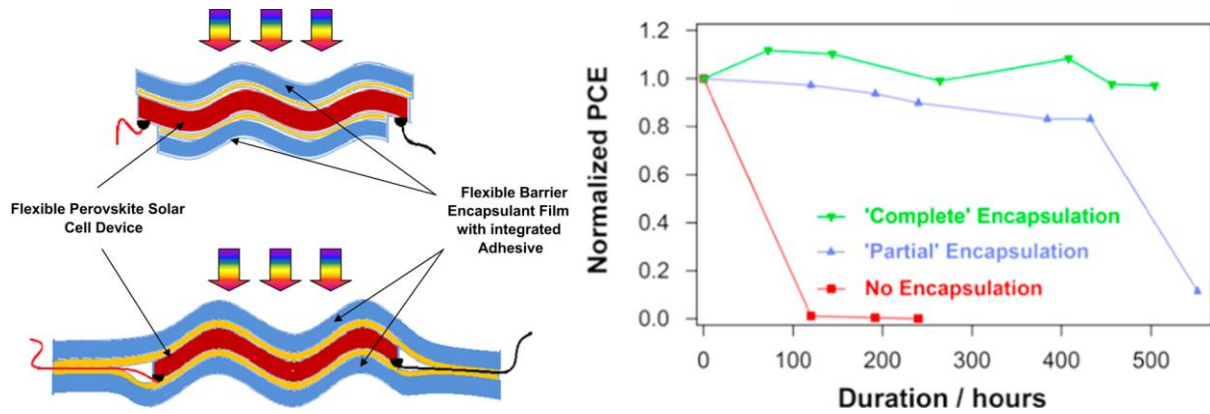 Flexible Perovskite Solar
Cell Device
Flexible Barrier
Encapsulant Film
with integrated
Adhesive
Normalized PCE
1.2
1.0
0.8
0.6
0.4
0.2
0.0
'Complete' Encapsulation
'Partial' Encapsulation
No Encapsulation
0
100
200
300
400
500
Duration / hours